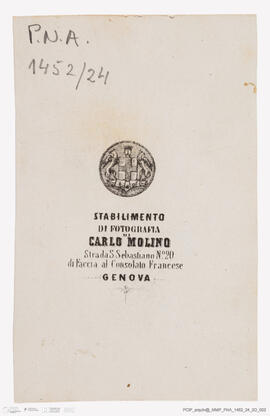 P.N.A.
1452/24
STABILIMENTO
DI FOTOGRAFIA
DI
CARLO MOLINO
Strada S. Sebastiano N.º 20
di Faccia al Consolato Francese
GENOVA